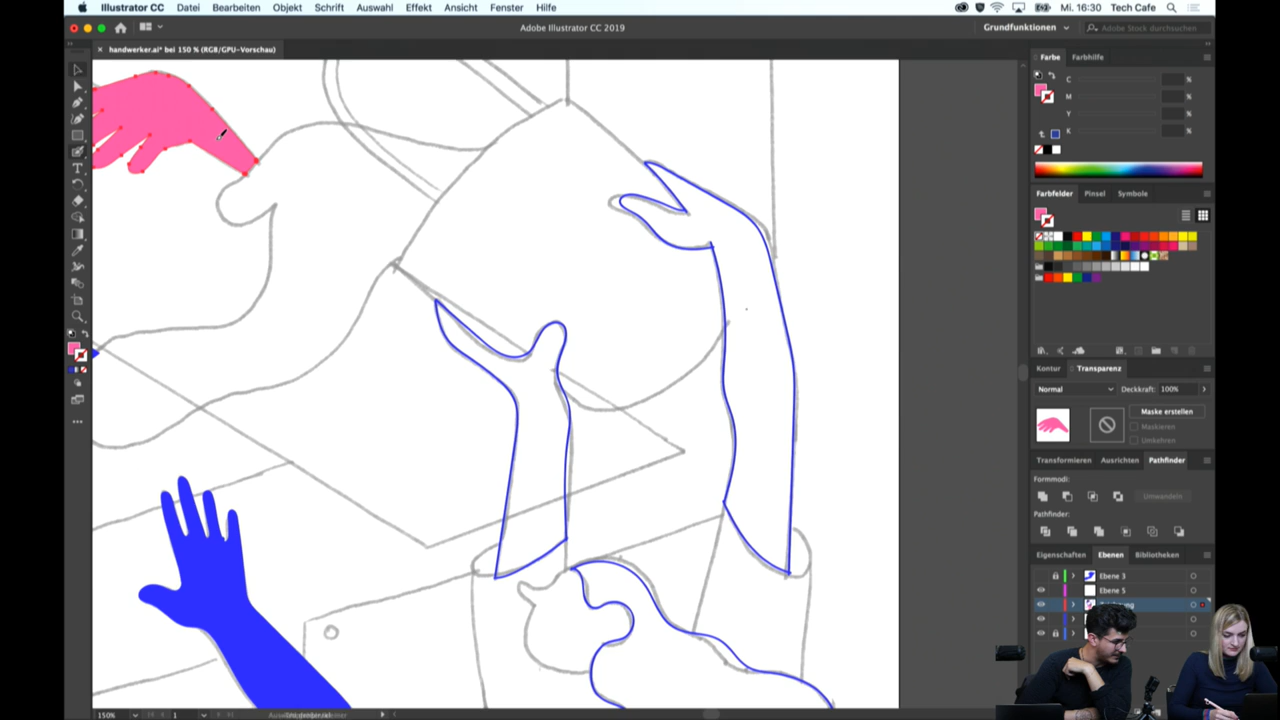 Illustrator CC Datei Bearbeiten Objekt Schrift Auswahl Effekt Ansicht Fenster Hilfe Mi. 16:30 Tech Cafe
Adobe Illustrator CC 2019
Grundfunktionen
Adobe Stock durchsuchen
× handwerker.ai* bei 150 % (RGB/GPU-Vorschau)
Farbe Farbhilfe
C %
M %
Y %
K %
Farbfelder Pinsel Symbole
Kontur Transparenz
Normal Deckkraft: 100%
Maske erstellen
Maskieren
Umkehren
Transformieren Ausrichten Pathfinder
Formmodi:
Umwandeln
Pathfinder:
Eigenschaften Ebenen Bibliotheken
Ebene 3
Ebene 5
150% 1